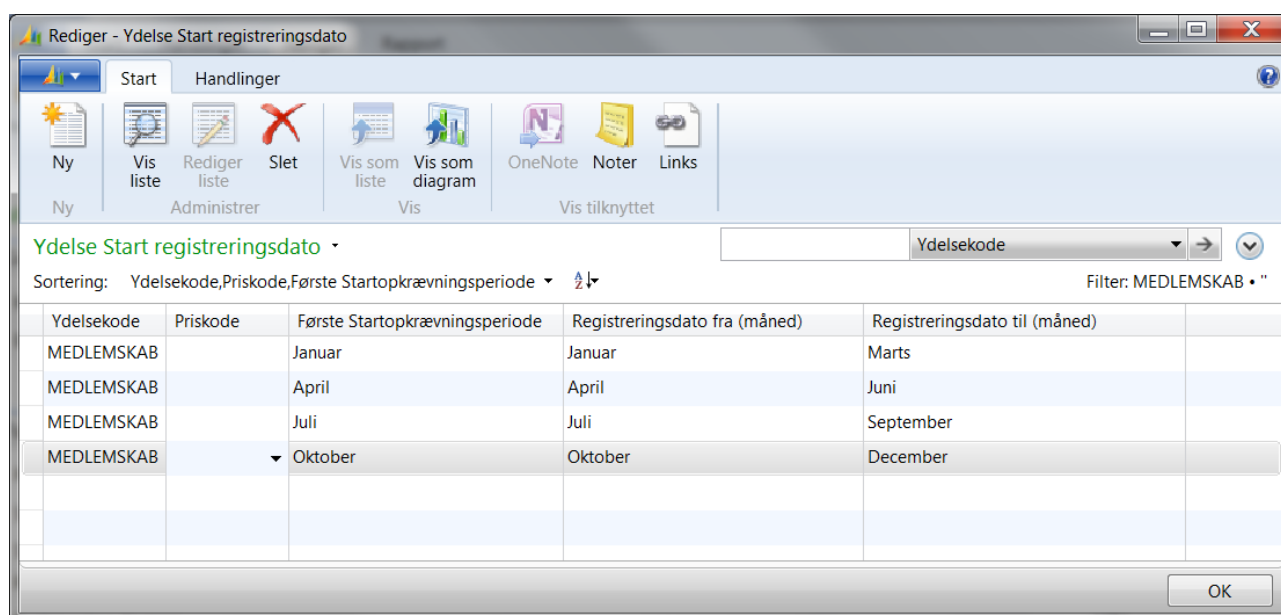 Rediger - Ydelse Start registreringsdato
Start Handlinger
Ny Vis liste Rediger liste Slet Vis som liste Vis som diagram OneNote Noter Links
Ny Administrer Vis Vis tilknyttet
Ydelse Start registreringsdato Ydelsekode
Sortering: Ydelsekode,Priskode,Første Startopkrævningsperiode Filter: MEDLEMSKAB • ''
Ydelsekode Priskode Første Startopkrævningsperiode Registreringsdato fra (måned) Registreringsdato til (måned)
MEDLEMSKAB Januar Januar Marts
MEDLEMSKAB April April Juni
MEDLEMSKAB Juli Juli September
MEDLEMSKAB Oktober Oktober December
OK